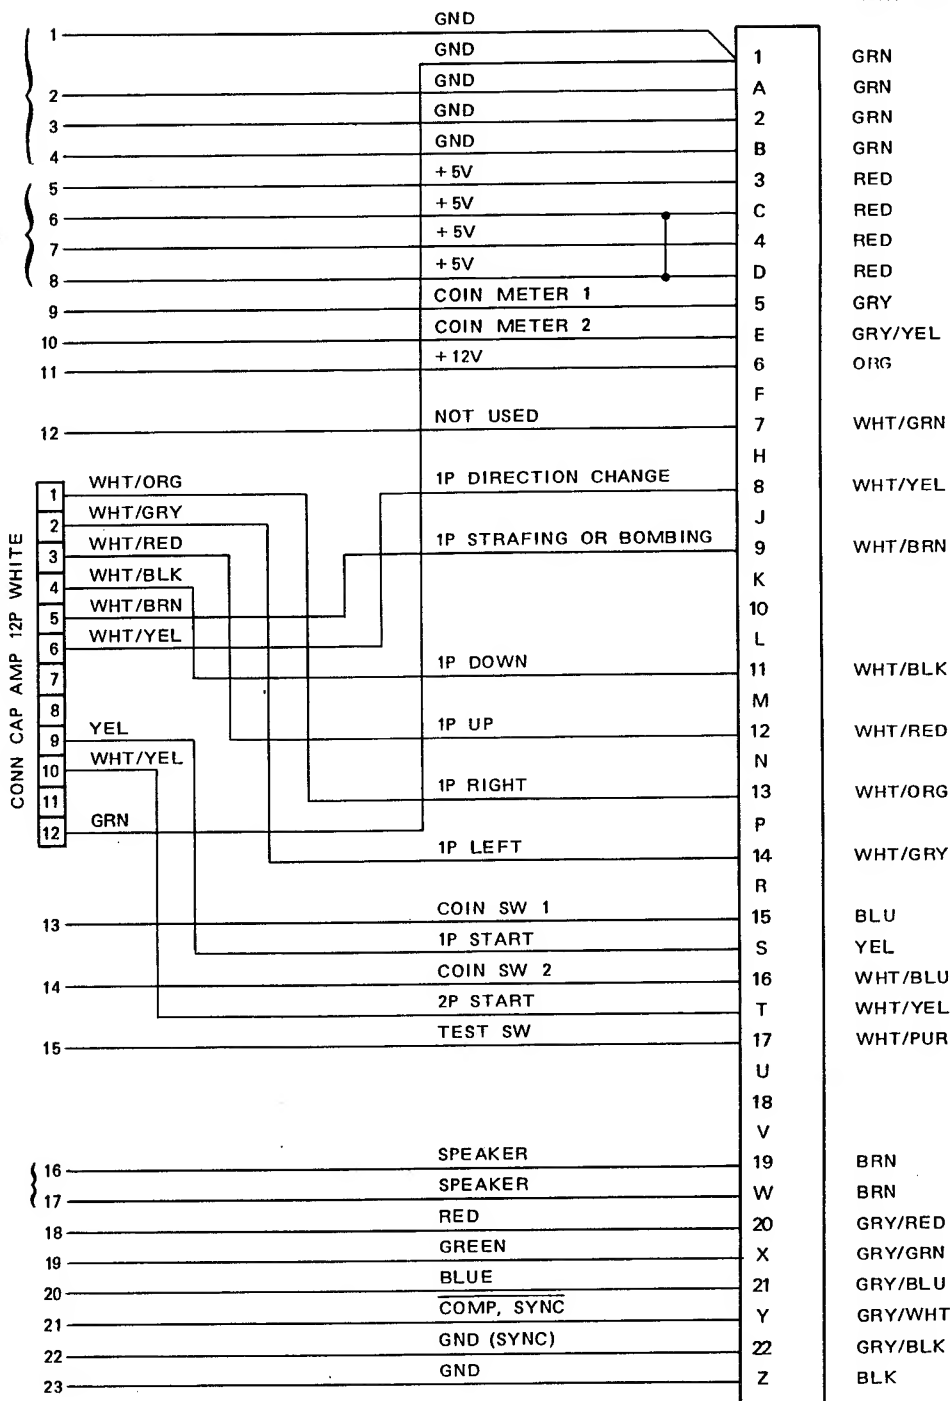 1 GND
GND 1 GRN
2 GND A GRN
3 GND 2 GRN
4 GND B GRN
5 +5V 3 RED
6 +5V C RED
7 +5V 4 RED
8 +5V D RED
9 COIN METER 1 5 GRY
10 COIN METER 2 E GRY/YEL
11 +12V 6 ORG
F
12 NOT USED 7 WHT/GRN
H
CONN CAP AMP 12P WHITE
1 WHT/ORG 1P DIRECTION CHANGE 8 WHT/YEL
2 WHT/GRY J
3 WHT/RED 1P STRAFING OR BOMBING 9 WHT/BRN
4 WHT/BLK K
5 WHT/BRN 10
6 WHT/YEL L
7 1P DOWN 11 WHT/BLK
8 M
9 YEL 1P UP 12 WHT/RED
10 WHT/YEL N
11 1P RIGHT 13 WHT/ORG
12 GRN P
1P LEFT 14 WHT/GRY
R
13 COIN SW 1 15 BLU
1P START S YEL
14 COIN SW 2 16 WHT/BLU
2P START T WHT/YEL
15 TEST SW 17 WHT/PUR
U
18
V
16 SPEAKER 19 BRN
17 SPEAKER W BRN
18 RED 20 GRY/RED
19 GREEN X GRY/GRN
20 BLUE 21 GRY/BLU
21 COMP, SYNC Y GRY/WHT
22 GND (SYNC) 22 GRY/BLK
23 GND Z BLK